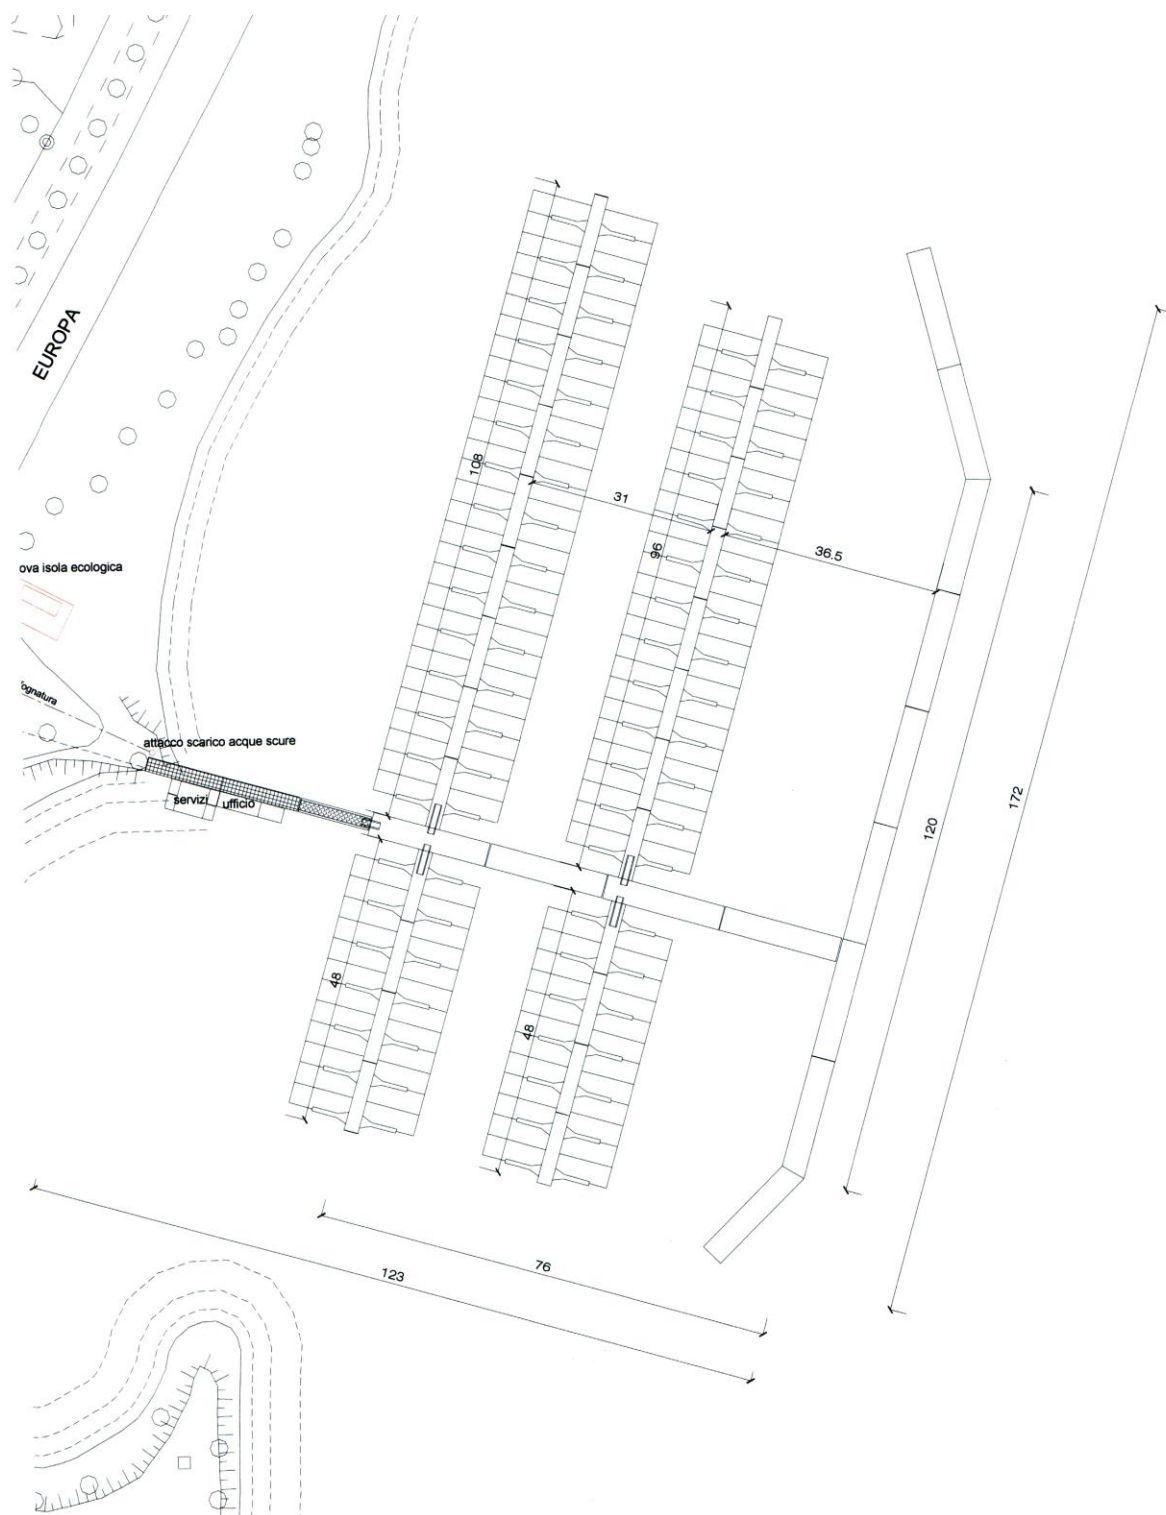 EUROPA
108
31
96
36.5
ova isola ecologica
fognatura
attacco scarico acque scure
servizi
ufficio
172
120
48
48
76
123